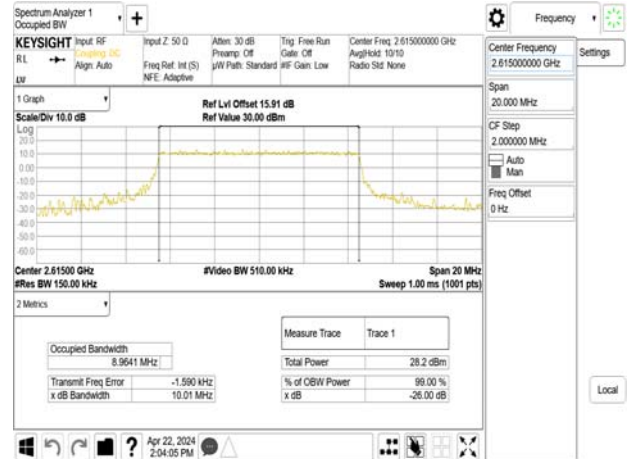 Spectrum Analyzer 1
Occupied BW
Frequency
KEYSIGHT
Input: RF
Coupling: DC
Align: Auto
Input Z: 50 Ω
Freq Ref: Int (S)
NFE: Adaptive
Atten: 30 dB
Preamp: Off
µW Path: Standard
Trig: Free Run
Gate: Off
#IF Gain: Low
Center Freq: 2.615000000 GHz
Avg|Hold: 10/10
Radio Std: None
RL
Center Frequency
2.615000000 GHz
Settings
Span
20.000 MHz
CF Step
2.000000 MHz
Auto
Man
Freq Offset
0 Hz
1 Graph
Scale/Div 10.0 dB
Ref Lvl Offset 15.91 dB
Ref Value 30.00 dBm
Log
20.0
10.0
0.00
-10.0
-20.0
-30.0
-40.0
-50.0
-60.0
Center 2.61500 GHz
#Video BW 510.00 kHz
Span 20 MHz
#Res BW 150.00 kHz
Sweep 1.00 ms (1001 pts)
2 Metrics
Measure Trace Trace 1
Occupied Bandwidth
8.9641 MHz
Total Power 28.2 dBm
Transmit Freq Error -1.590 kHz
% of OBW Power 99.00 %
x dB Bandwidth 10.01 MHz
x dB -26.00 dB
Local
?
Apr 22, 2024
2:04:05 PM